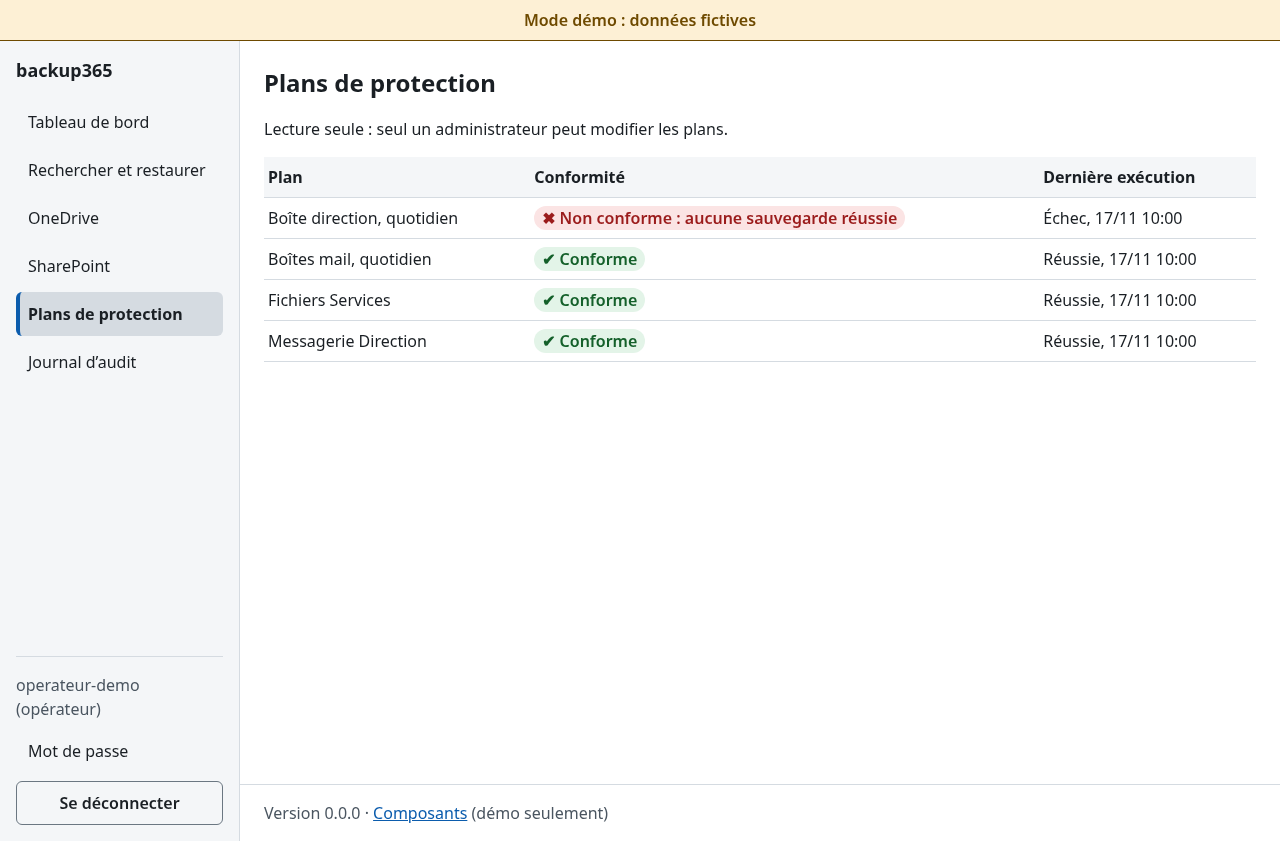 Mode démo : données fictives
backup365
Tableau de bord
Rechercher et restaurer
OneDrive
SharePoint
Plans de protection
Journal d’audit
operateur-demo
(opérateur)
Mot de passe
Se déconnecter
Plans de protection
Lecture seule : seul un administrateur peut modifier les plans.
Plan Conformité Dernière exécution
Boîte direction, quotidien ✖ Non conforme : aucune sauvegarde réussie Échec, 17/11 10:00
Boîtes mail, quotidien ✔ Conforme Réussie, 17/11 10:00
Fichiers Services ✔ Conforme Réussie, 17/11 10:00
Messagerie Direction ✔ Conforme Réussie, 17/11 10:00
Version 0.0.0 · Composants (démo seulement)